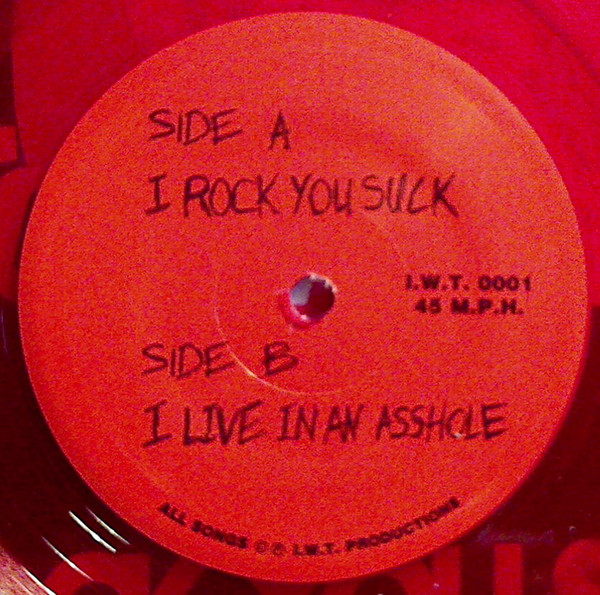 SIDE A
I ROCK YOU SUCK
I.W.T. 0001
45 M.P.H.
SIDE B
I LIVE IN AN ASSHOLE
ALL SONGS © ℗ I.W.T. PRODUCTIONS